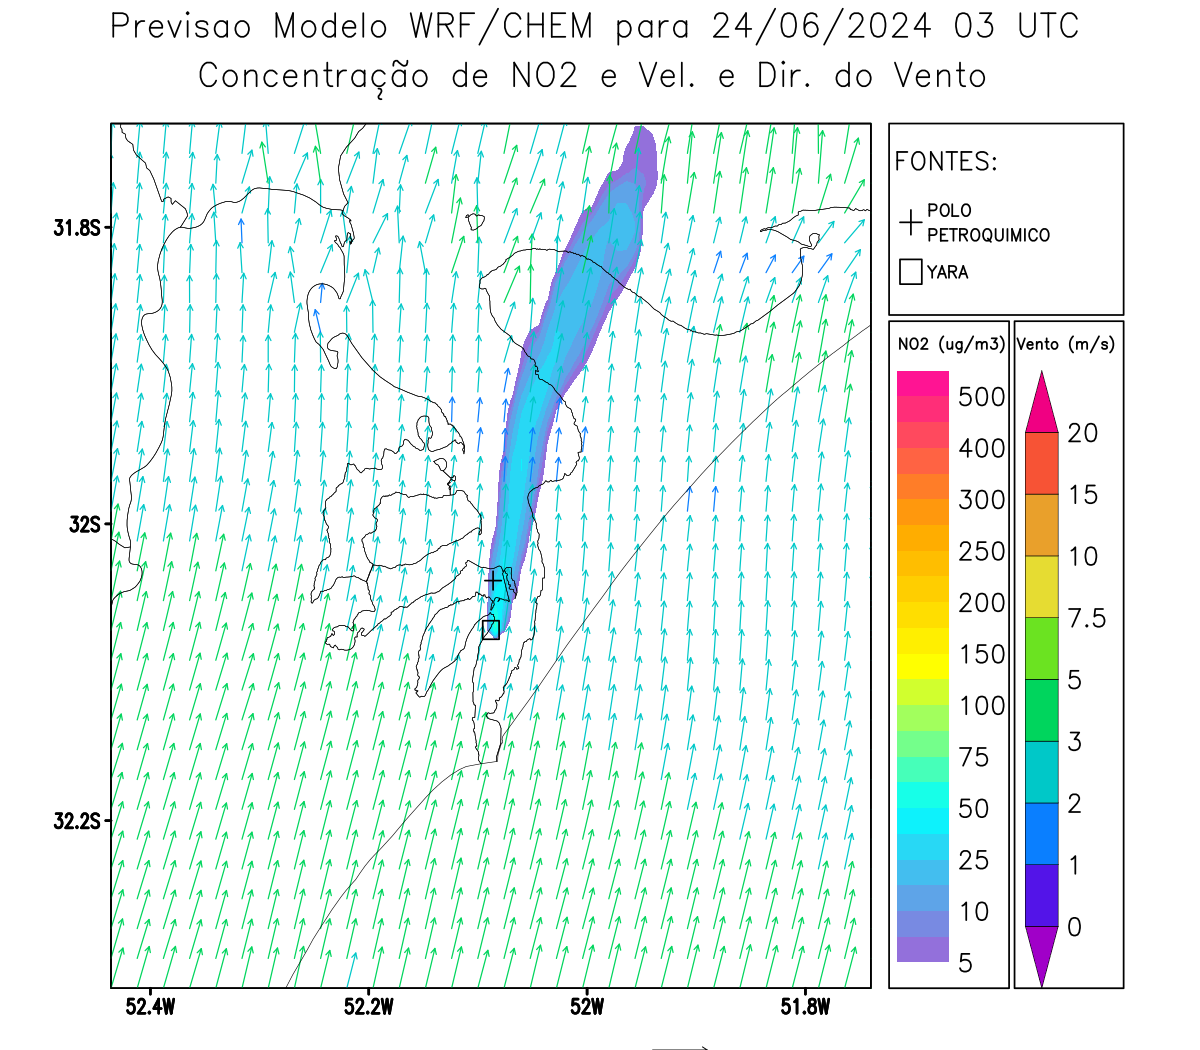 Previsao Modelo WRF/CHEM para 24/06/2024 03 UTC
Concentração de NO2 e Vel. e Dir. do Vento
FONTES:
POLO
PETROQUIMICO
YARA
31.8S
32S
32.2S
52.4W
52.2W
52W
51.8W
NO2 (ug/m3)
500
400
300
250
200
150
100
75
50
25
10
5
Vento (m/s)
20
15
10
7.5
5
3
2
1
0